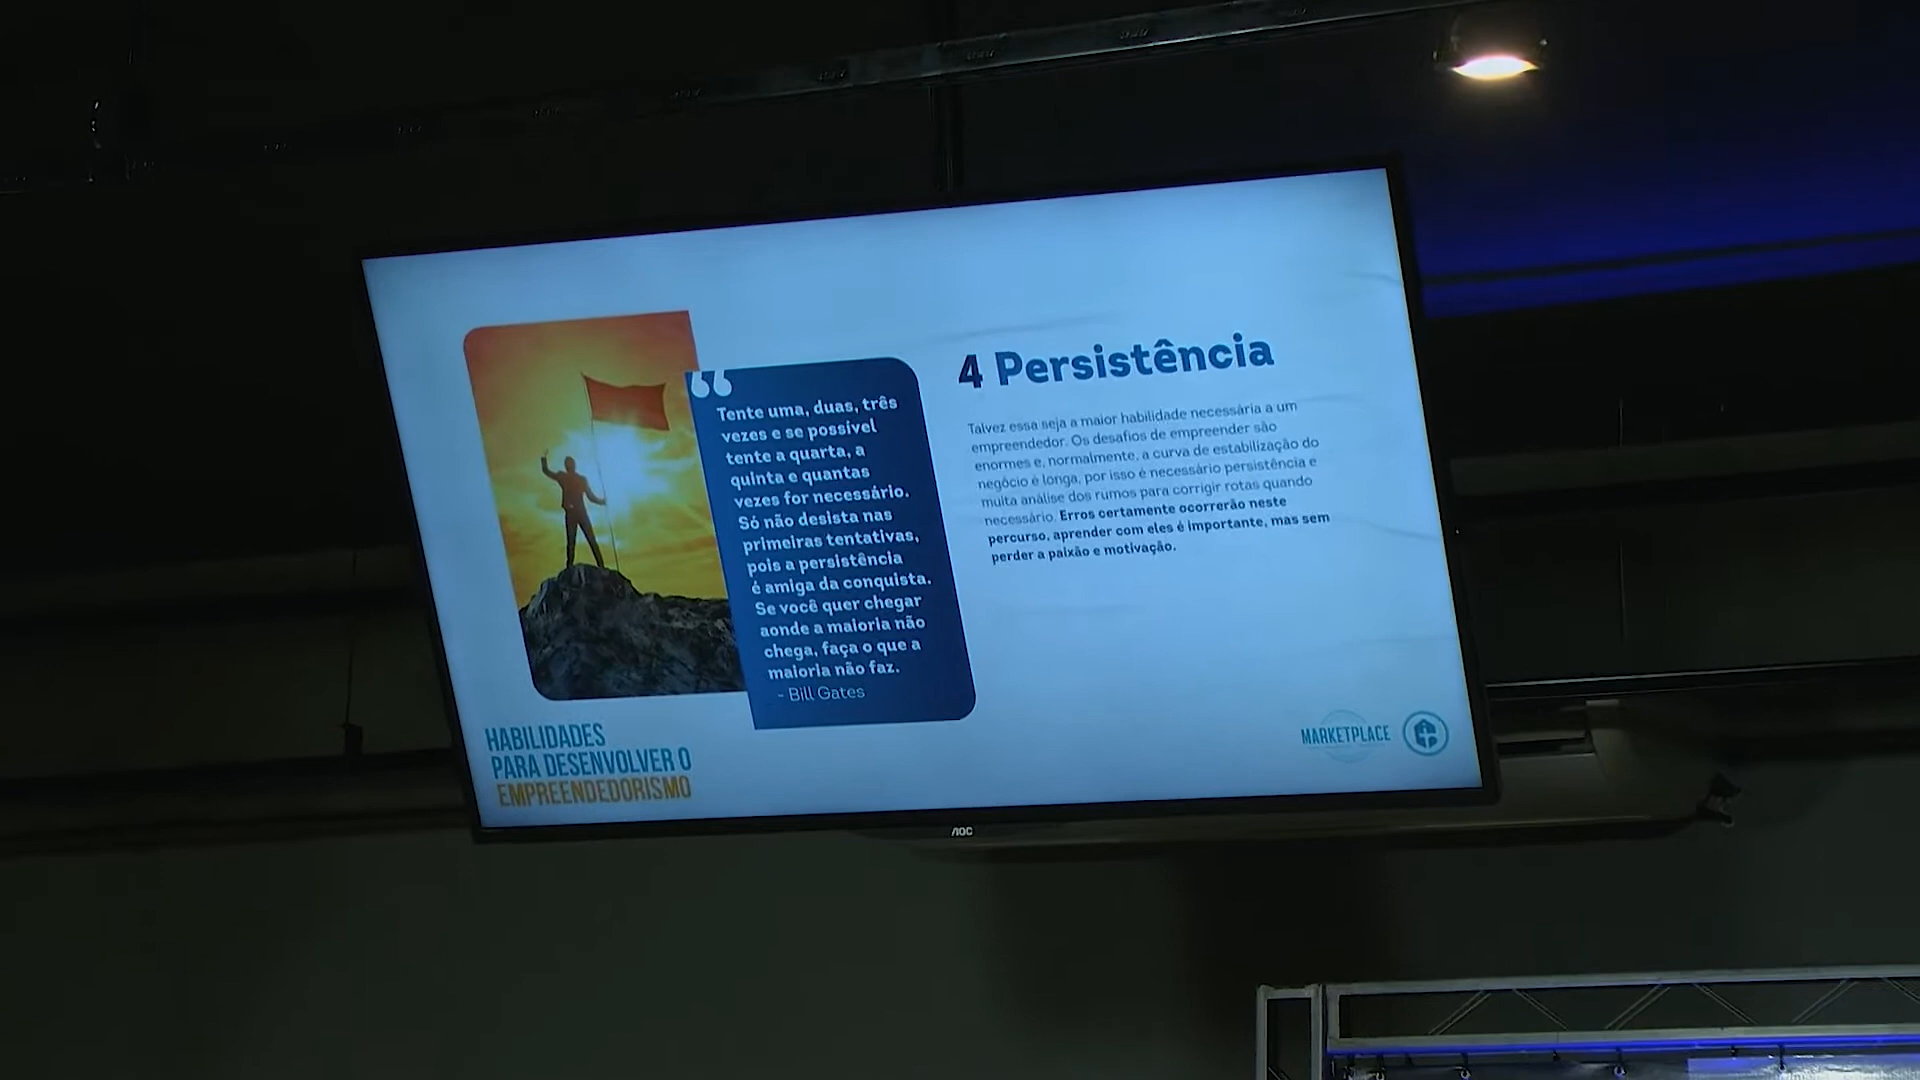 Tente uma, duas, três
vezes e se possível
tente a quarta, a
quinta e quantas
vezes for necessário.
Só não desista nas
primeiras tentativas,
pois a persistência
é amiga da conquista.
Se você quer chegar
aonde a maioria não
chega, faça o que a
maioria não faz.
- Bill Gates
4 Persistência
Talvez essa seja a maior habilidade necessária a um
empreendedor. Os desafios de empreender são
enormes e, normalmente, a curva de estabilização do
negócio é longa, por isso é necessário persistência e
muita análise dos rumos para corrigir rotas quando
necessário. Erros certamente ocorrerão neste
percurso, aprender com eles é importante, mas sem
perder a paixão e motivação.
HABILIDADES
PARA DESENVOLVER O
EMPREENDEDORISMO
MARKETPLACE
AOC